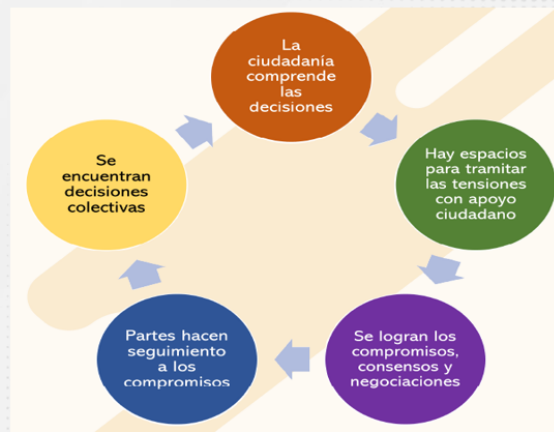 La
ciudadanía
comprende
las
decisiones
Hay espacios
para tramitar
las tensiones
con apoyo
ciudadano
Se logran los
compromisos,
consensos y
negociaciones
Partes hacen
seguimiento
a los
compromisos
Se
encuentran
decisiones
colectivas